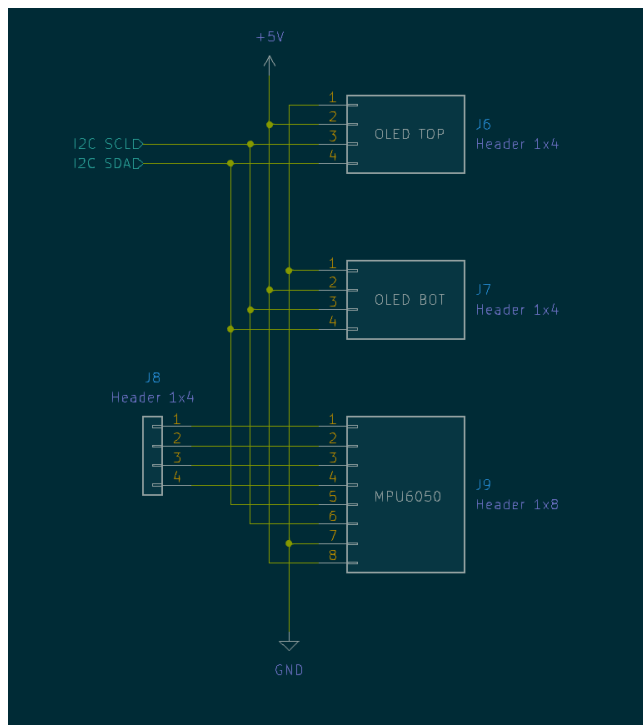 +5V
1
2
3
4
OLED TOP
J6
Header 1x4
I2C SCL
I2C SDA
1
2
3
4
OLED BOT
J7
Header 1x4
J8
Header 1x4
1
2
3
4
1
2
3
4
5
6
7
8
MPU6050
J9
Header 1x8
GND